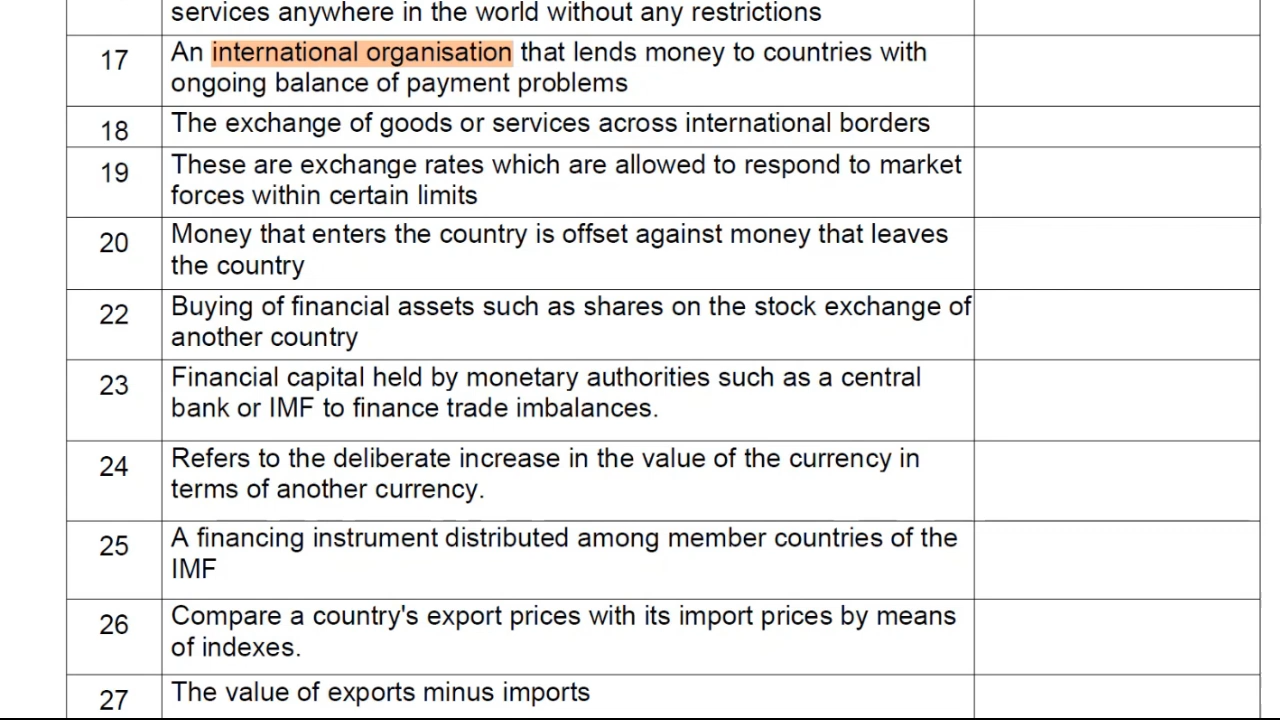 services anywhere in the world without any restrictions
17
An international organisation that lends money to countries with
ongoing balance of payment problems
18
The exchange of goods or services across international borders
19
These are exchange rates which are allowed to respond to market
forces within certain limits
20
Money that enters the country is offset against money that leaves
the country
22
Buying of financial assets such as shares on the stock exchange of
another country
23
Financial capital held by monetary authorities such as a central
bank or IMF to finance trade imbalances.
24
Refers to the deliberate increase in the value of the currency in
terms of another currency.
25
A financing instrument distributed among member countries of the
IMF
26
Compare a country's export prices with its import prices by means
of indexes.
27
The value of exports minus imports